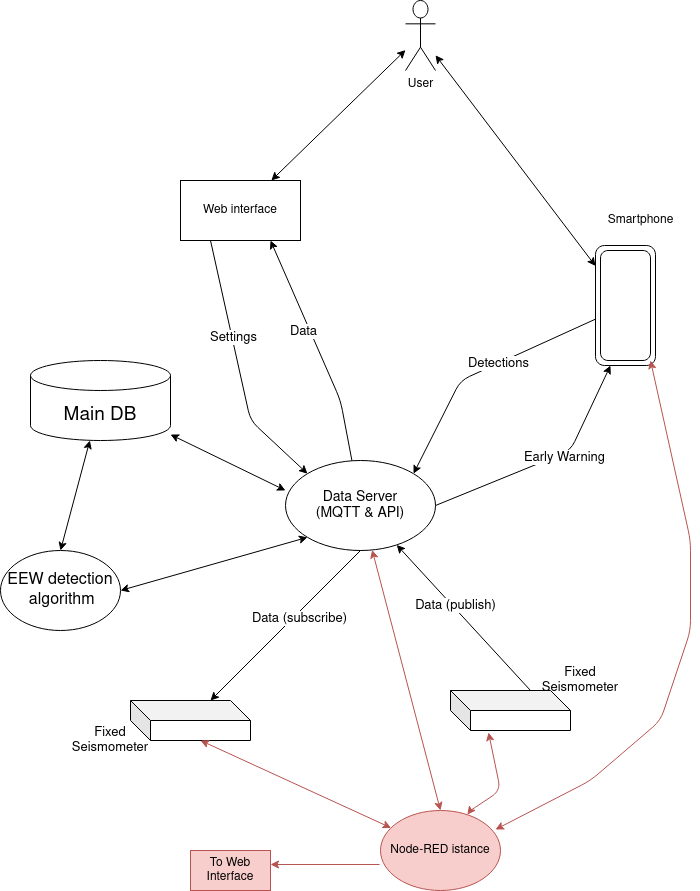 User
Web interface
Smartphone
Settings
Data
Detections
Main DB
Early Warning
Data Server
(MQTT & API)
EEW detection
algorithm
Data (subscribe)
Data (publish)
Fixed
Seismometer
Fixed
Seismometer
Node-RED istance
To Web
Interface